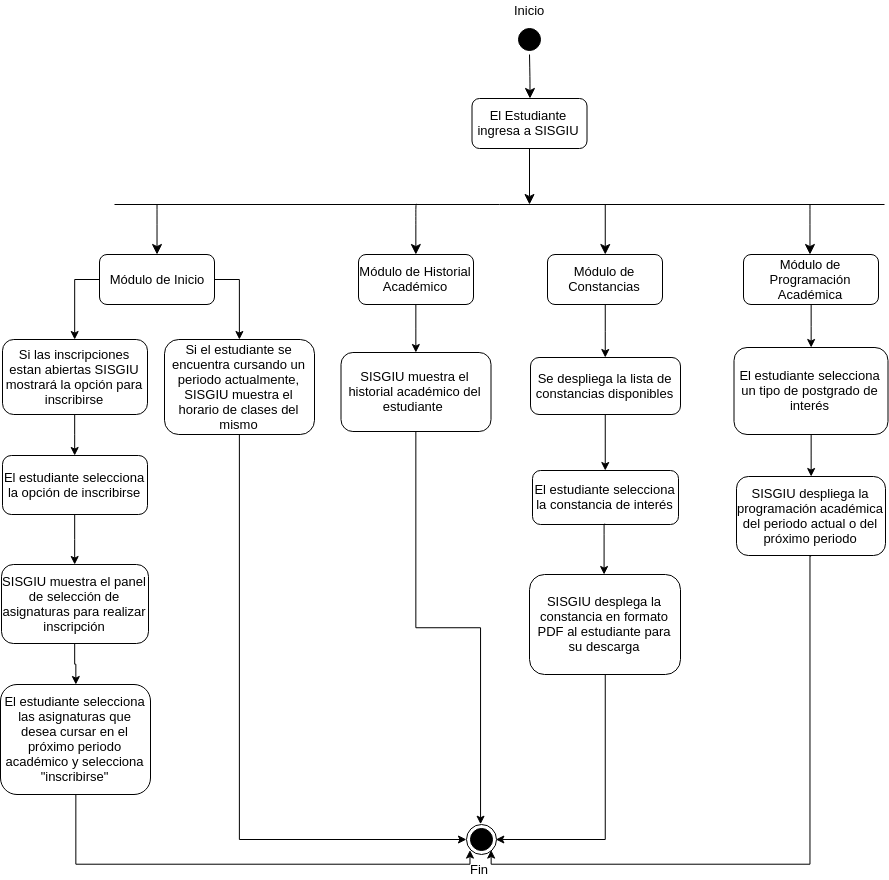 Inicio
El Estudiante
ingresa a SISGIU
Módulo de Inicio
Módulo de Historial
Académico
Módulo de
Constancias
Módulo de
Programación
Académica
Si las inscripciones
estan abiertas SISGIU
mostrará la opción para
inscribirse
Si el estudiante se
encuentra cursando un
periodo actualmente,
SISGIU muestra el
horario de clases del
mismo
SISGIU muestra el
historial académico del
estudiante
Se despliega la lista de
constancias disponibles
El estudiante selecciona
un tipo de postgrado de
interés
El estudiante selecciona
la opción de inscribirse
El estudiante selecciona
la constancia de interés
SISGIU despliega la
programación académica
del periodo actual o del
próximo periodo
SISGIU muestra el panel
de selección de
asignaturas para realizar
inscripción
SISGIU desplega la
constancia en formato
PDF al estudiante para
su descarga
El estudiante selecciona
las asignaturas que
desea cursar en el
próximo periodo
académico y selecciona
"inscribirse"
Fin